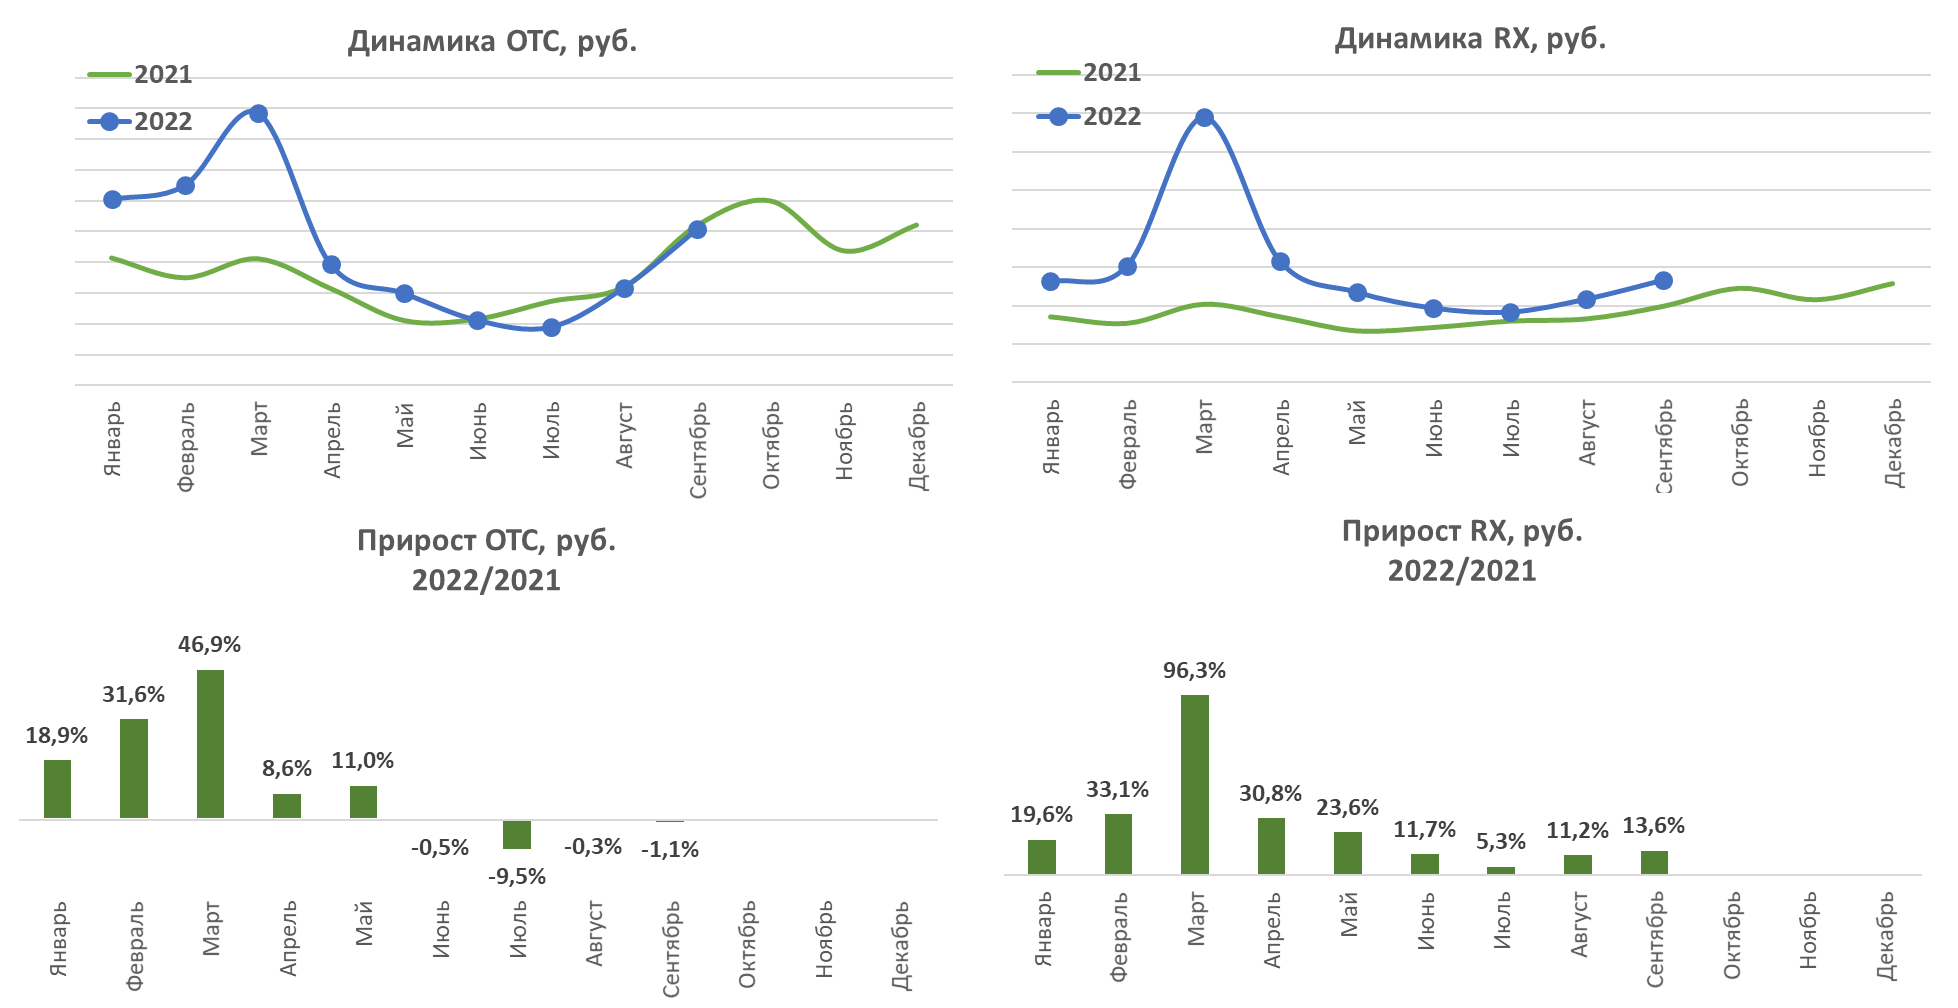 Динамика ОТС, руб.
2021
2022
Январь
Февраль
Март
Апрель
Май
Июнь
Июль
Август
Сентябрь
Октябрь
Ноябрь
Декабрь
Динамика RX, руб.
2021
2022
Январь
Февраль
Март
Апрель
Май
Июнь
Июль
Август
Сентябрь
Октябрь
Ноябрь
Декабрь
Прирост ОТС, руб.
2022/2021
18,9%
31,6%
46,9%
8,6%
11,0%
-0,5%
-9,5%
-0,3%
-1,1%
Январь
Февраль
Март
Апрель
Май
Июнь
Июль
Август
Сентябрь
Октябрь
Ноябрь
Декабрь
Прирост RX, руб.
2022/2021
19,6%
33,1%
96,3%
30,8%
23,6%
11,7%
5,3%
11,2%
13,6%
Январь
Февраль
Март
Апрель
Май
Июнь
Июль
Август
Сентябрь
Октябрь
Ноябрь
Декабрь